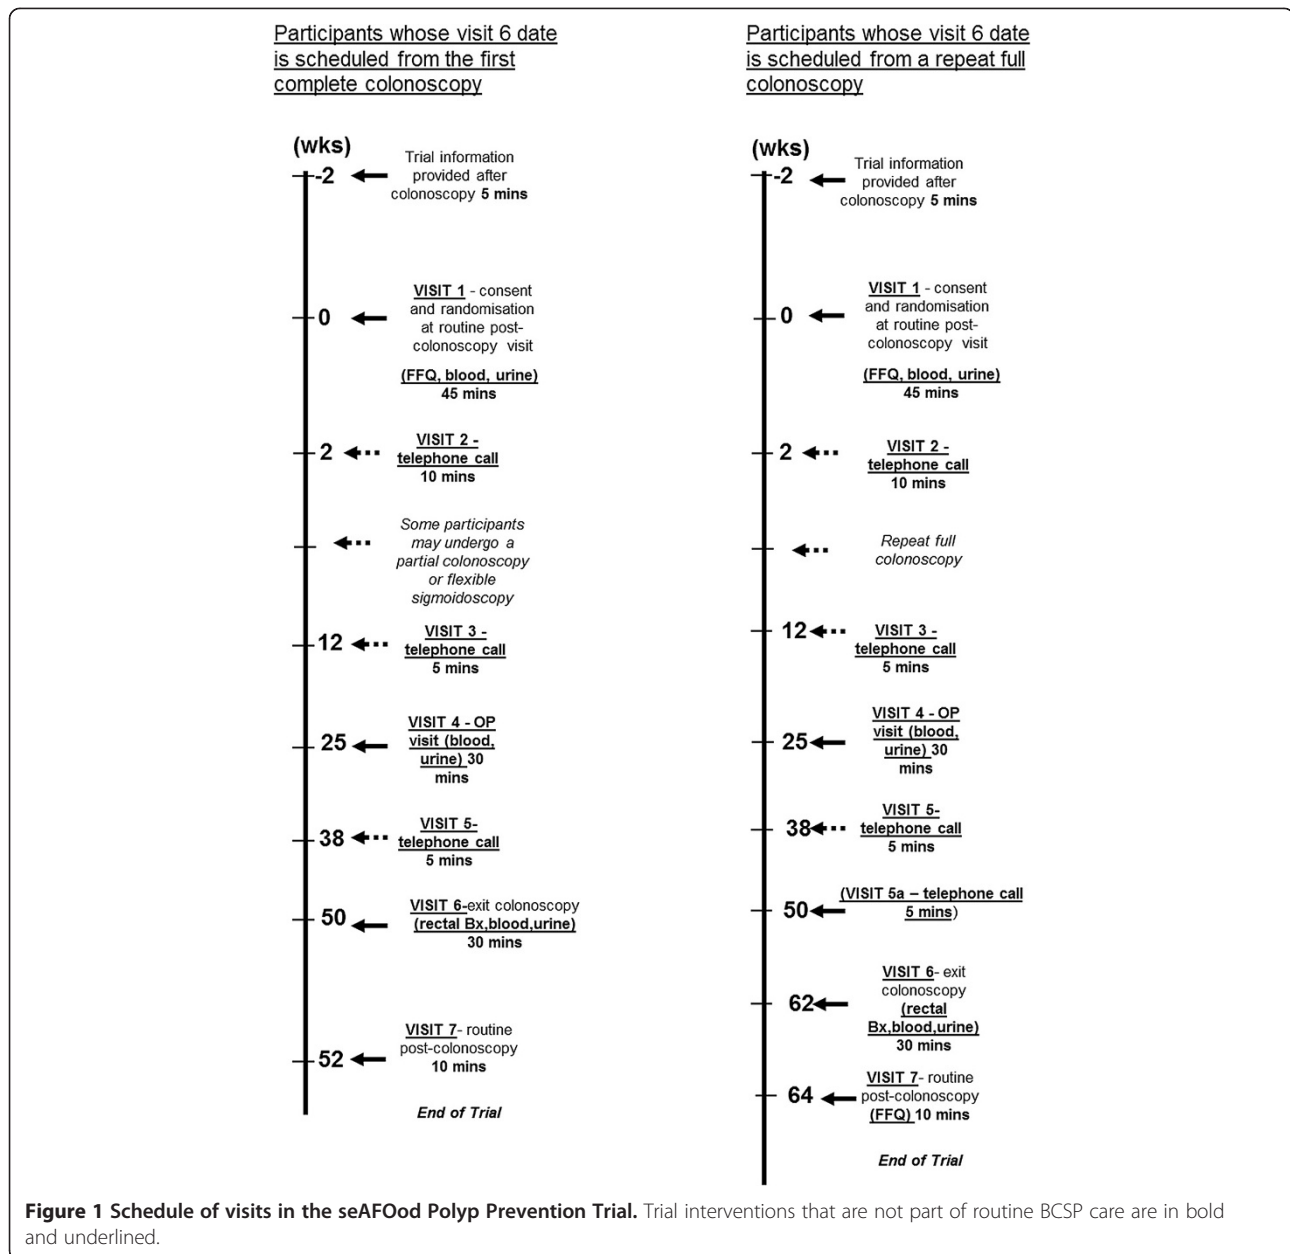 Participants whose visit 6 date
is scheduled from the first
complete colonoscopy
(wks)
-2
Trial information
provided after
colonoscopy 5 mins
0
VISIT 1 - consent
and randomisation
at routine post-
colonoscopy visit
(FFQ, blood, urine)
45 mins
2
VISIT 2 -
telephone call
10 mins
Some participants
may undergo a
partial colonoscopy
or flexible
sigmoidoscopy
12
VISIT 3 -
telephone call
5 mins
25
VISIT 4 - OP
visit (blood,
urine) 30
mins
38
VISIT 5-
telephone call
5 mins
50
VISIT 6-exit colonoscopy
(rectal Bx,blood,urine)
30 mins
52
VISIT 7- routine
post-colonoscopy
10 mins
End of Trial
Participants whose visit 6 date
is scheduled from a repeat full
colonoscopy
(wks)
-2
Trial information
provided after
colonoscopy 5 mins
0
VISIT 1 - consent
and randomisation
at routine post-
colonoscopy visit
(FFQ, blood, urine)
45 mins
2
VISIT 2 -
telephone call
10 mins
Repeat full
colonoscopy
12
VISIT 3 -
telephone call
5 mins
25
VISIT 4 - OP
visit (blood,
urine) 30
mins
38
VISIT 5-
telephone call
5 mins
50
(VISIT 5a – telephone call
5 mins)
62
VISIT 6- exit
colonoscopy
(rectal
Bx,blood,urine)
30 mins
64
VISIT 7- routine
post-colonoscopy
(FFQ) 10 mins
End of Trial
Figure 1 Schedule of visits in the seAFOod Polyp Prevention Trial. Trial interventions that are not part of routine BCSP care are in bold
and underlined.